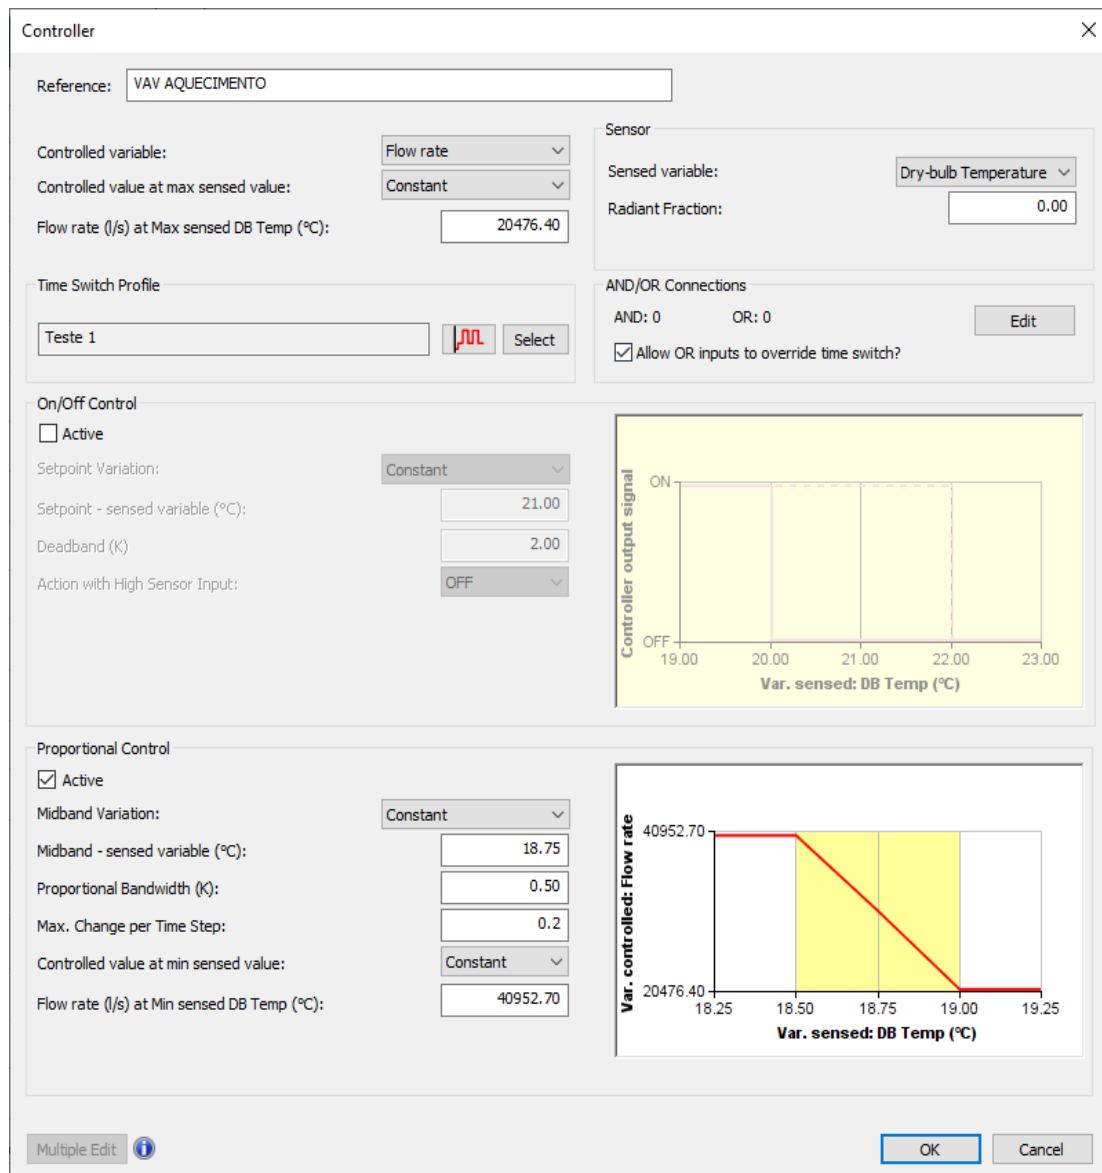 Controller
Reference: VAV AQUECIMENTO
Controlled variable: Flow rate
Controlled value at max sensed value: Constant
Flow rate (l/s) at Max sensed DB Temp (°C): 20476.40
Sensor
Sensed variable: Dry-bulb Temperature
Radiant Fraction: 0.00
Time Switch Profile
Teste 1 Select
AND/OR Connections
AND: 0 OR: 0 Edit
Allow OR inputs to override time switch?
On/Off Control
Active
Setpoint Variation: Constant
Setpoint - sensed variable (°C): 21.00
Deadband (K) 2.00
Action with High Sensor Input: OFF
Controller output signal
ON
OFF
19.00 20.00 21.00 22.00 23.00
Var. sensed: DB Temp (°C)
Proportional Control
Active
Midband Variation: Constant
Midband - sensed variable (°C): 18.75
Proportional Bandwidth (K): 0.50
Max. Change per Time Step: 0.2
Controlled value at min sensed value: Constant
Flow rate (l/s) at Min sensed DB Temp (°C): 40952.70
Var. controlled: Flow rate
40952.70
20476.40
18.25 18.50 18.75 19.00 19.25
Var. sensed: DB Temp (°C)
Multiple Edit OK Cancel